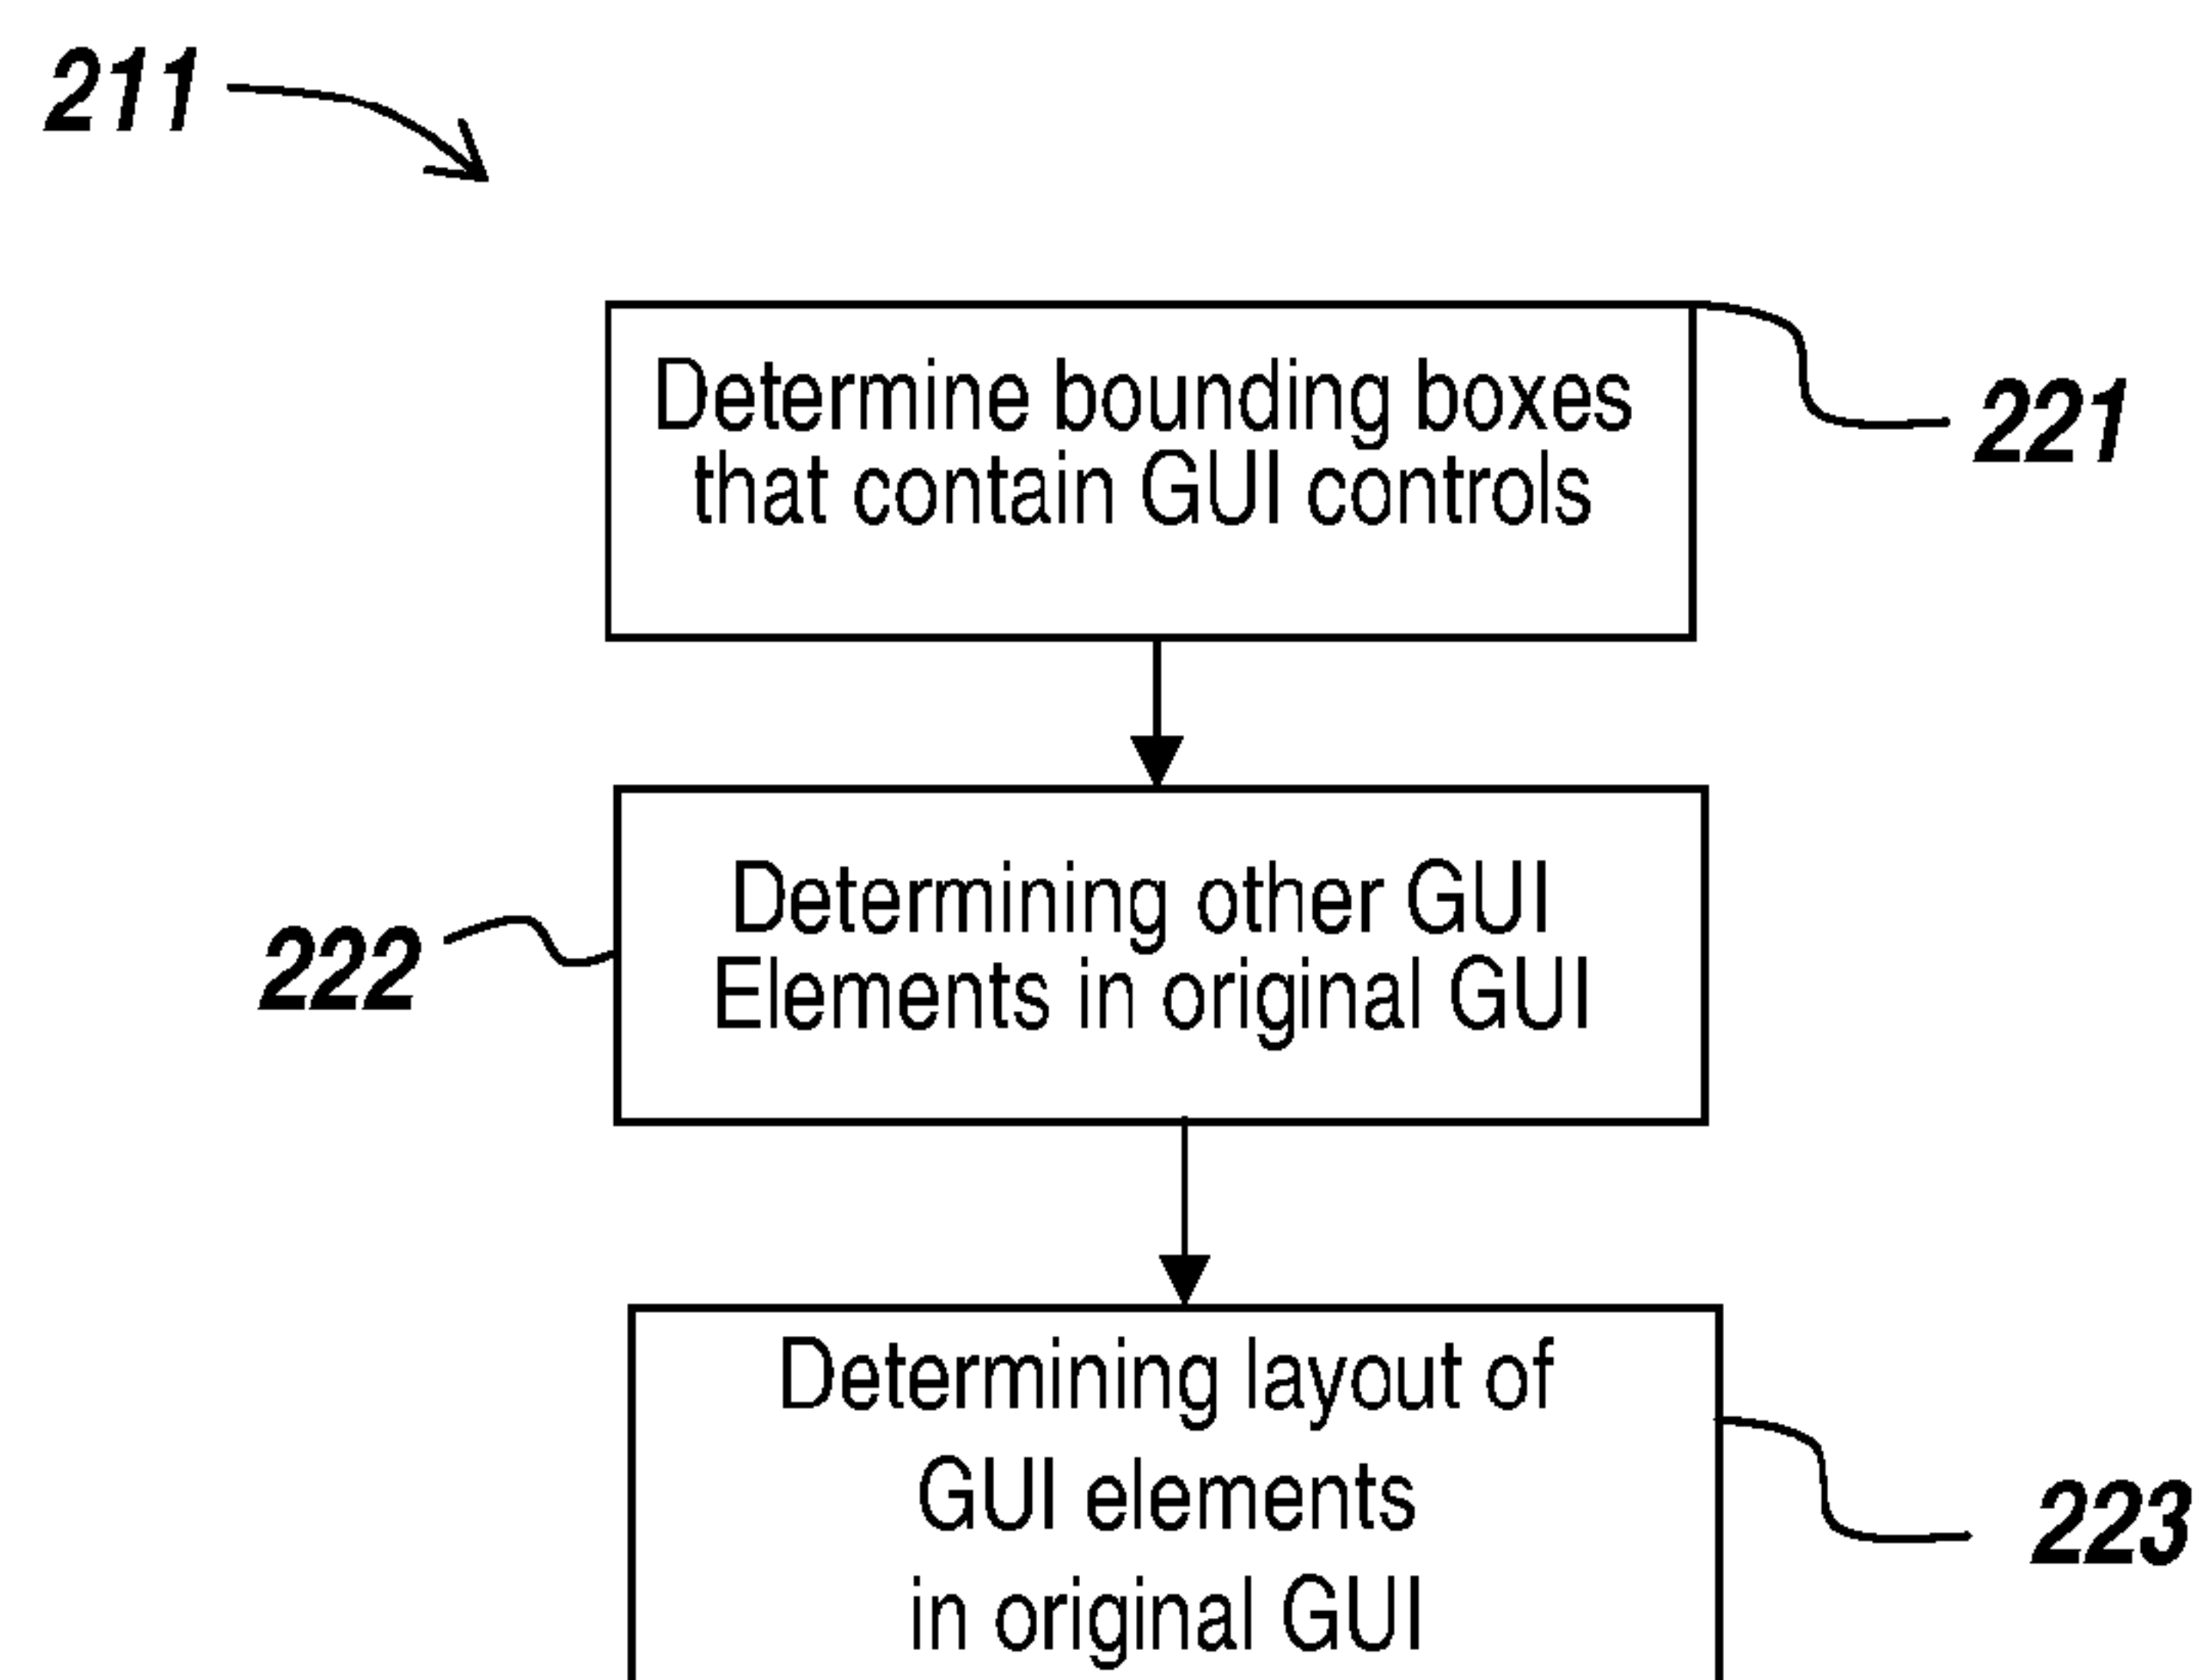 211
Determine bounding boxes
that contain GUI controls
221
Determining other GUI
Elements in original GUI
222
Determining layout of
GUI elements
in original GUI
223